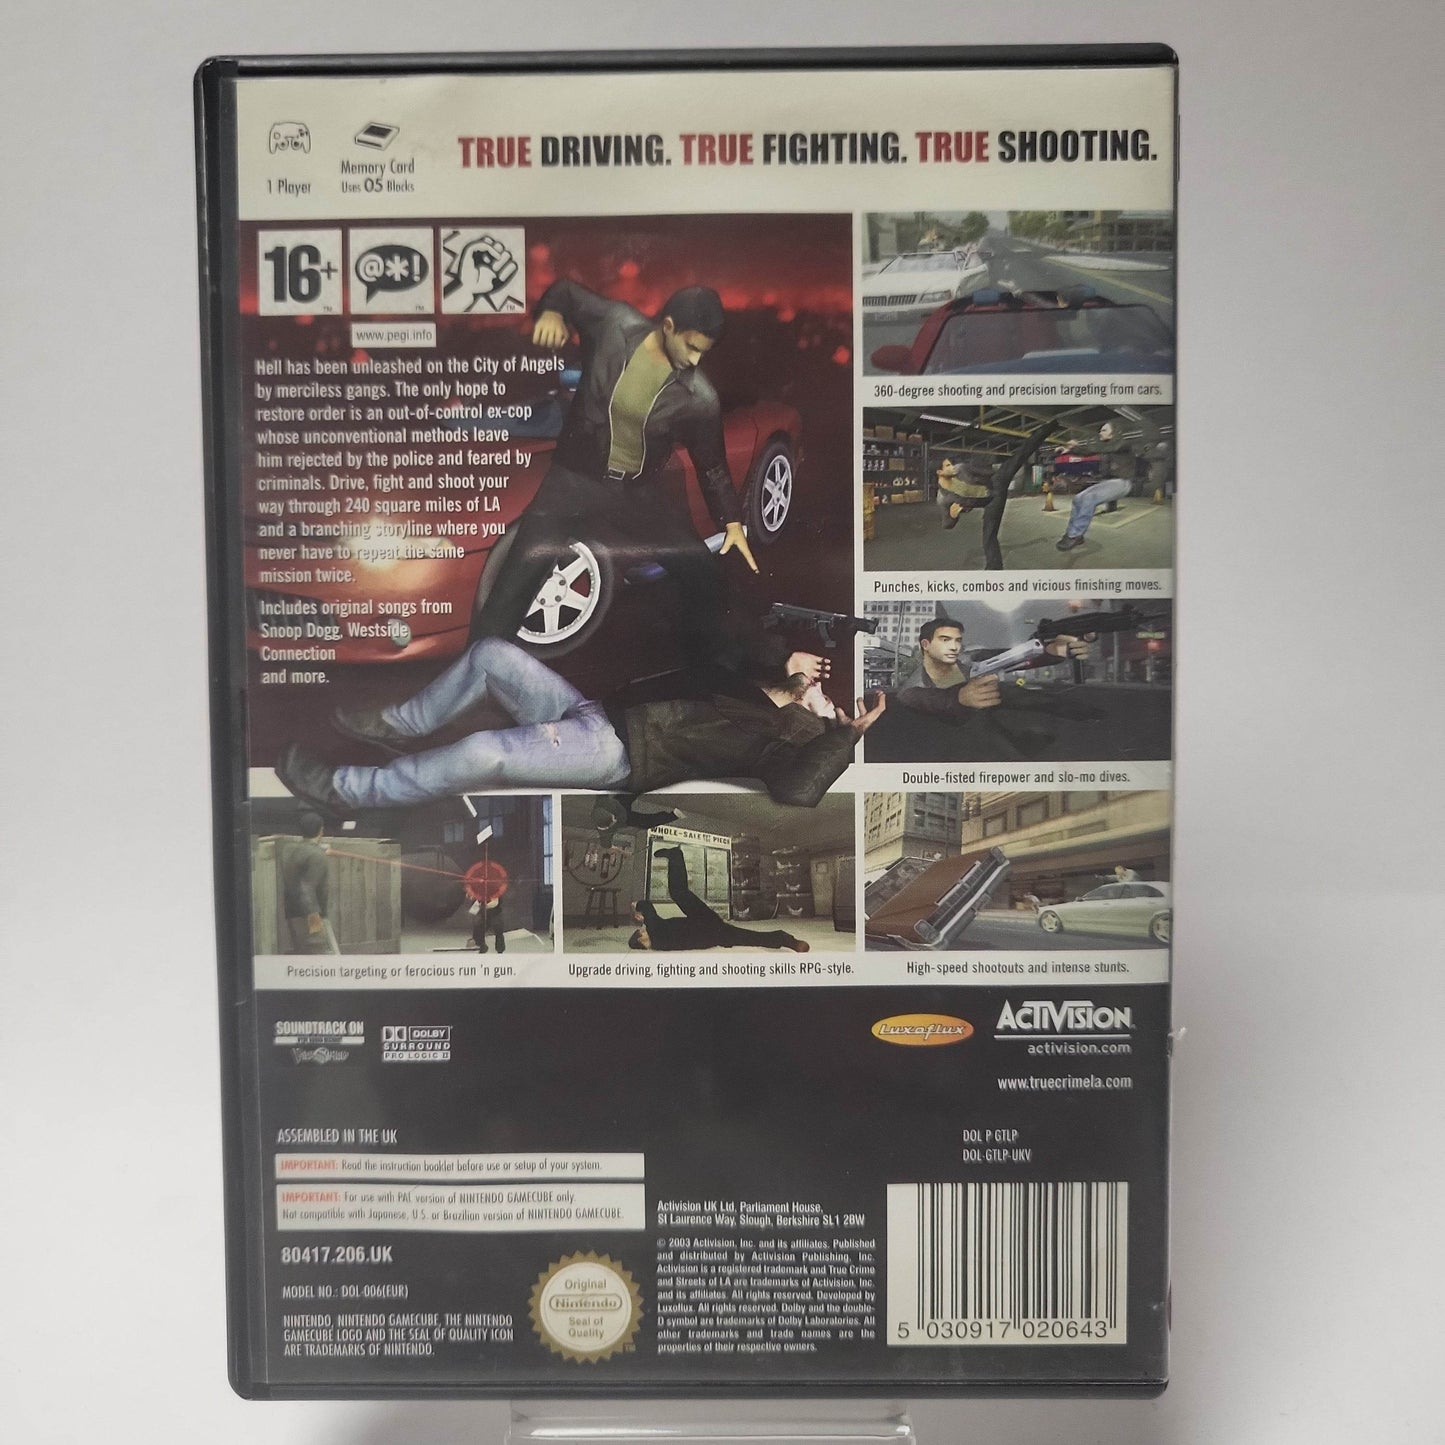 1 Player
Memory Card
Uses 05 Blocks
TRUE DRIVING. TRUE FIGHTING. TRUE SHOOTING.
16+
™
@*!
™
™
www.pegi.info
Hell has been unleashed on the City of Angels
by merciless gangs. The only hope to
restore order is an out-of-control ex-cop
whose unconventional methods leave
him rejected by the police and feared by
criminals. Drive, fight and shoot your
way through 240 square miles of LA
and a branching storyline where you
never have to repeat the same
mission twice.
Includes original songs from
Snoop Dogg, Westside
Connection
and more.
360-degree shooting and precision targeting from cars.
Punches, kicks, combos and vicious finishing moves.
Double-fisted firepower and slo-mo dives.
WHOLE-SALE PIECE
Precision targeting or ferocious run 'n gun.
Upgrade driving, fighting and shooting skills RPG-style.
High-speed shootouts and intense stunts.
SOUNDTRACK ON
DOLBY
SURROUND
PRO LOGIC II
Luxoflux
ACTIVISION
activision.com
www.truecrimela.com
ASSEMBLED IN THE UK
DOL P GTLP
DOL-GTLP-UKV
IMPORTANT: Read the instruction booklet before use or setup of your system.
IMPORTANT: For use with PAL version of NINTENDO GAMECUBE only.
Not compatible with Japanese, U.S. or Brazilian version of NINTENDO GAMECUBE.
80417.206.UK
MODEL NO.: DOL-006(EUR)
NINTENDO, NINTENDO GAMECUBE, THE NINTENDO
GAMECUBE LOGO AND THE SEAL OF QUALITY ICON
ARE TRADEMARKS OF NINTENDO.
Original
Nintendo
Seal of
Quality
Activision UK Ltd, Parliament House,
St Laurence Way, Slough, Berkshire SL1 2BW
© 2003 Activision, Inc. and its affiliates. Published
and distributed by Activision Publishing, Inc.
Activision is a registered trademark and True Crime
and Streets of LA are trademarks of Activision, Inc.
and its affiliates. All rights reserved. Developed by
Luxoflux. All rights reserved. Dolby and the double-
D symbol are trademarks of Dolby Laboratories. All
other trademarks and trade names are the
properties of their respective owners.
5 030917 020643